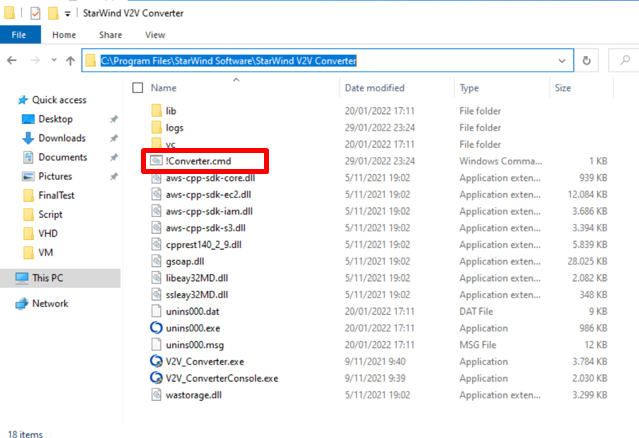 StarWind V2V Converter
File Home Share View
C:\Program Files\StarWind Software\StarWind V2V Converter
Name Date modified Type Size
Quick access
Desktop
Downloads
Documents
Pictures
FinalTest
Script
VHD
VM
This PC
Network
lib 20/01/2022 17:11 File folder
logs 29/01/2022 23:24 File folder
vc 20/01/2022 17:11 File folder
!Converter.cmd 29/01/2022 23:24 Windows Comma... 1 KB
aws-cpp-sdk-core.dll 5/11/2021 19:02 Application exten... 939 KB
aws-cpp-sdk-ec2.dll 5/11/2021 19:02 Application exten... 12.084 KB
aws-cpp-sdk-iam.dll 5/11/2021 19:02 Application exten... 3.686 KB
aws-cpp-sdk-s3.dll 5/11/2021 19:02 Application exten... 3.394 KB
cpprest140_2_9.dll 5/11/2021 19:02 Application exten... 5.839 KB
gsoap.dll 5/11/2021 19:02 Application exten... 28.025 KB
libeay32MD.dll 5/11/2021 19:02 Application exten... 2.082 KB
ssleay32MD.dll 5/11/2021 19:02 Application exten... 348 KB
unins000.dat 20/01/2022 17:11 DAT File 9 KB
unins000.exe 20/01/2022 17:11 Application 986 KB
unins000.msg 20/01/2022 17:11 MSG File 12 KB
V2V_Converter.exe 9/11/2021 9:40 Application 3.784 KB
V2V_ConverterConsole.exe 9/11/2021 9:39 Application 2.030 KB
wastorage.dll 5/11/2021 19:02 Application exten... 3.299 KB
18 items